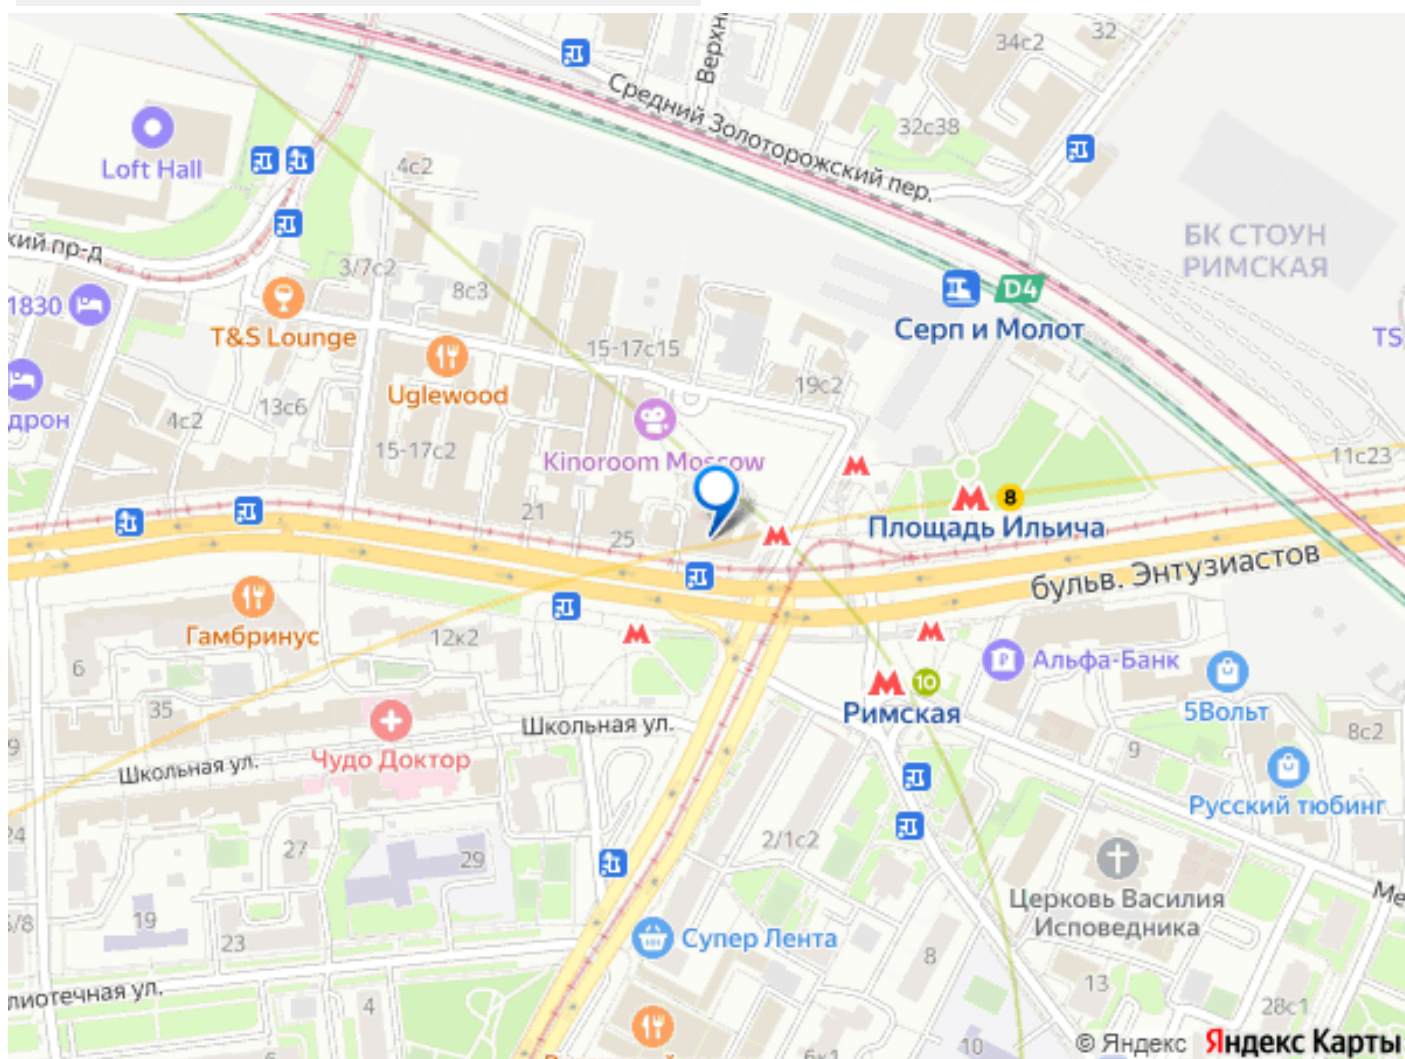 34с2
32
Верхн
Средний Золоторожский пер.
32с38
Loft Hall
4с2
кий пр-д
3/7с2
8с3
БК СТОУН
РИМСКАЯ
1830
D4
T&S Lounge
Серп и Молот
TS
15-17с15
Uglewood
19с2
13с6
4с2
дрон
15-17с2
Kinoroom Moscow
11с23
8
21
25
Площадь Ильича
бульв. Энтузиастов
Гамбринус
12к2
6
Альфа-Банк
10
35
Римская
5Вольт
Школьная ул.
8с2
9
9
Чудо Доктор
Школьная ул.
Русский тюбинг
24
27
29
2/1с2
Церковь Василия
Исповедника
Ме
6/8
19
23
Супер Лента
8
13
лиотечная ул.
4
28с1
10
6к1
© Яндекс Яндекс Карты